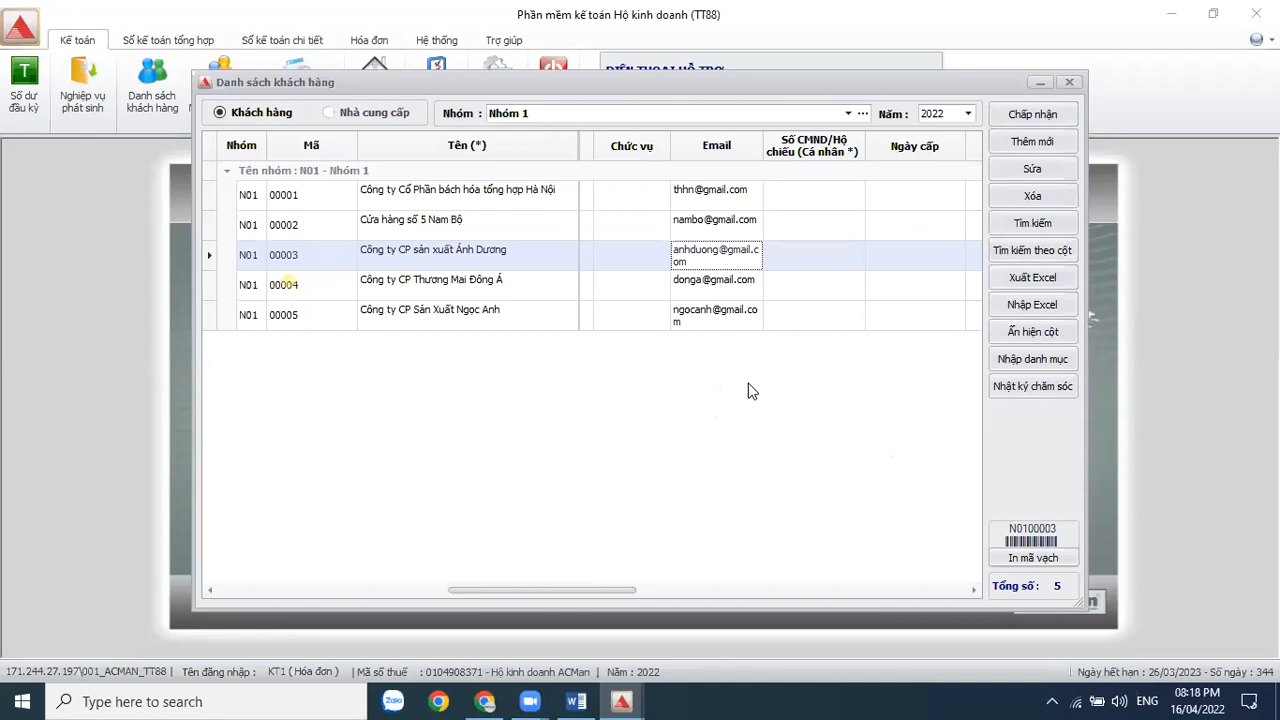 Phần mềm kế toán Hộ kinh doanh (TT88)
Kế toán Sổ kế toán tổng hợp Sổ kế toán chi tiết Hóa đơn Hệ thống Trợ giúp
Số dư đầu kỳ
Nghiệp vụ phát sinh
Danh sách khách hàng
Danh sách khách hàng
Khách hàng Nhà cung cấp Nhóm : Nhóm 1 Năm : 2022
Nhóm Mã Tên (*) Chức vụ Email Số CMND/Hộ chiếu (Cá nhân *) Ngày cấp
Tên nhóm : N01 - Nhóm 1
N01 00001 Công ty Cổ Phần bách hóa tổng hợp Hà Nội thhn@gmail.com
N01 00002 Cửa hàng số 5 Nam Bộ nambo@gmail.com
N01 00003 Công ty CP sản xuất Ánh Dương anhduong@gmail.c
om
N01 00004 Công ty CP Thương Mai Đông Á donga@gmail.com
N01 00005 Công ty CP Sản Xuất Ngọc Anh ngocanh@gmail.co
m
Chấp nhận
Thêm mới
Sửa
Xóa
Tìm kiếm
Tìm kiếm theo cột
Xuất Excel
Nhập Excel
Ẩn hiện cột
Nhập danh mục
Nhật ký chăm sóc
N0100003
In mã vạch
Tổng số : 5
171.244.27.197\001_ACMAN_TT88 Tên đăng nhập : KT1 ( Hóa đơn ) Mã số thuế : 0104908371 - Hộ kinh doanh ACMan Năm : 2022 Ngày hết hạn : 26/03/2023 - Số ngày : 344
Type here to search
Zalo
ENG
08:18 PM
16/04/2022